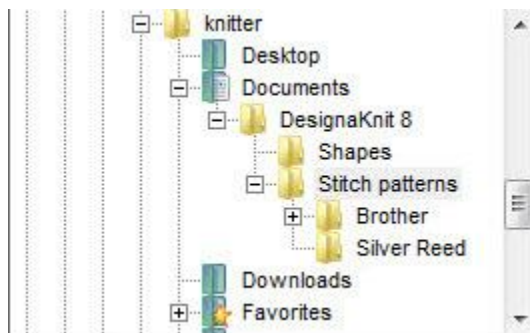 knitter
Desktop
Documents
DesignaKnit 8
Shapes
Stitch patterns
Brother
Silver Reed
Downloads
Favorites